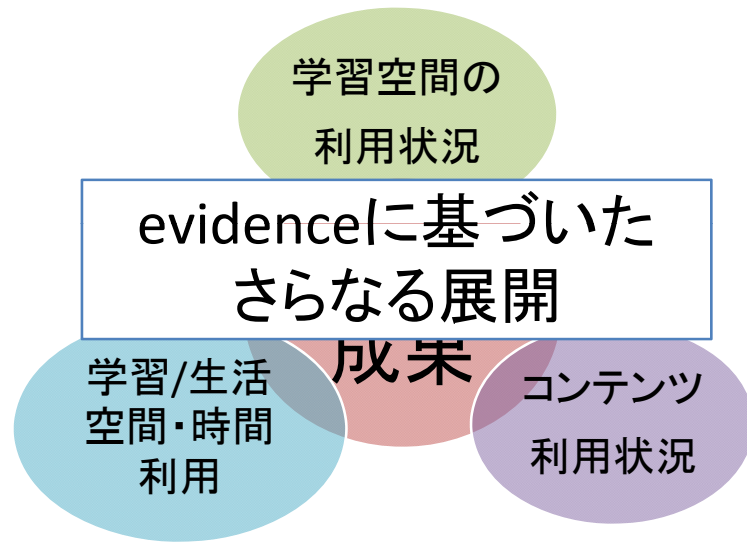 学習空間の
利用状況
evidenceに基づいた
さらなる展開
成果
学習/生活
空間・時間
利用
コンテンツ
利用状況